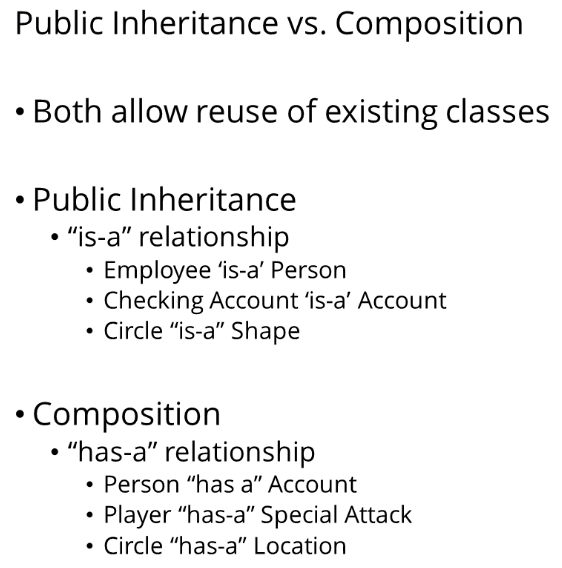 Public Inheritance vs. Composition
• Both allow reuse of existing classes
• Public Inheritance
• “is-a” relationship
• Employee ‘is-a’ Person
• Checking Account ‘is-a’ Account
• Circle “is-a” Shape
• Composition
• “has-a” relationship
• Person “has a” Account
• Player “has-a” Special Attack
• Circle “has-a” Location